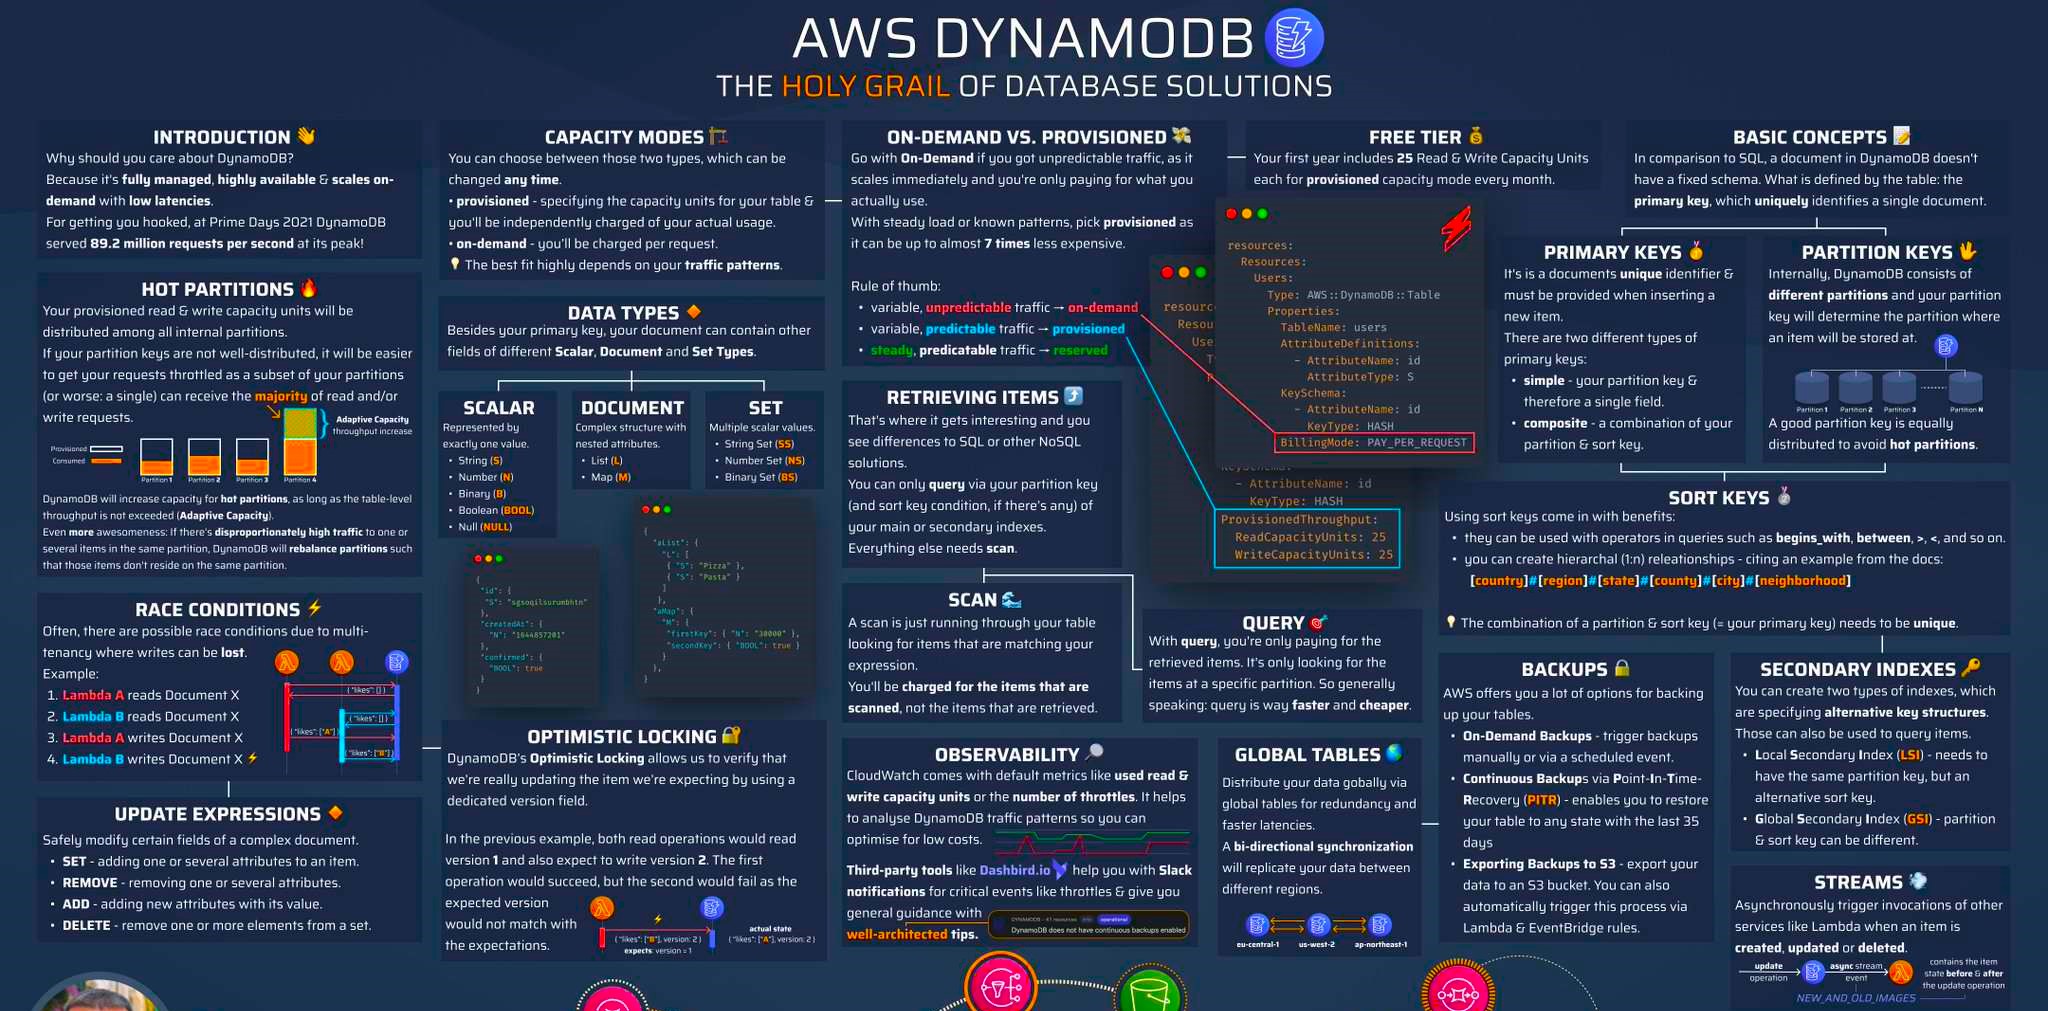 AWS DYNAMODB
THE HOLY GRAIL OF DATABASE SOLUTIONS
INTRODUCTION 👋
Why should you care about DynamoDB?
Because it's fully managed, highly available & scales on-
demand with low latencies.
For getting you hooked, at Prime Days 2021 DynamoDB
served 89.2 million requests per second at its peak!
HOT PARTITIONS 🔥
Your provisioned read & write capacity units will be
distributed among all internal partitions.
If your partition keys are not well-distributed, it will be easier
to get your requests throttled as a subset of your partitions
(or worse: a single) can receive the majority of read and/or
write requests.
Adaptive Capacity
throughput increase
Provisioned
Consumed
Partition 1
Partition 2
Partition 3
Partition 4
DynamoDB will increase capacity for hot partitions, as long as the table-level
throughput is not exceeded (Adaptive Capacity).
Even more awesomeness: If there's disproportionately high traffic to one or
several items in the same partition, DynamoDB will rebalance partitions such
that those items don't reside on the same partition.
RACE CONDITIONS ⚡
Often, there are possible race conditions due to multi-
tenancy where writes can be lost.
Example:
1. Lambda A reads Document X
2. Lambda B reads Document X
3. Lambda A writes Document X
4. Lambda B writes Document X ⚡
{ "likes": [] }
{ "likes": [] }
{ "likes": ["A"] }
{ "likes": ["B"] }
UPDATE EXPRESSIONS 🔶
Safely modify certain fields of a complex document.
• SET - adding one or several attributes to an item.
• REMOVE - removing one or several attributes.
• ADD - adding new attributes with its value.
• DELETE - remove one or more elements from a set.
CAPACITY MODES 🏗️
You can choose between those two types, which can be
changed any time.
• provisioned - specifying the capacity units for your table &
you'll be independently charged of your actual usage.
• on-demand - you'll be charged per request.
💡 The best fit highly depends on your traffic patterns.
DATA TYPES 🔶
Besides your primary key, your document can contain other
fields of different Scalar, Document and Set Types.
SCALAR
Represented by
exactly one value.
• String (S)
• Number (N)
• Binary (B)
• Boolean (BOOL)
• Null (NULL)
DOCUMENT
Complex structure with
nested attributes.
• List (L)
• Map (M)
SET
Multiple scalar values.
• String Set (SS)
• Number Set (NS)
• Binary Set (BS)
{
"id": {
"S": "sgsoqilsurumbhtn"
},
"createdAt": {
"N": "1644857201"
},
"confirmed": {
"BOOL": true
}
}
{
"aList": {
"L": [
{ "S": "Pizza" },
{ "S": "Pasta" }
]
},
"aMap": {
"M": {
"firstKey": { "N": "30000" },
"secondKey": { "BOOL": true }
}
},
}
OPTIMISTIC LOCKING 🔐
DynamoDB's Optimistic Locking allows us to verify that
we're really updating the item we're expecting by using a
dedicated version field.
In the previous example, both read operations would read
version 1 and also expect to write version 2. The first
operation would succeed, but the second would fail as the
expected version
would not match with
the expectations.
{ "likes": ["B"], version: 2 }
expects: version = 1
actual state
{ "likes": ["A"], version: 2 }
ON-DEMAND VS. PROVISIONED 💸
Go with On-Demand if you got unpredictable traffic, as it
scales immediately and you're only paying for what you
actually use.
With steady load or known patterns, pick provisioned as
it can be up to almost 7 times less expensive.
Rule of thumb:
• variable, unpredictable traffic → on-demand
• variable, predictable traffic → provisioned
• steady, predicatable traffic → reserved
RETRIEVING ITEMS ⤴️
That's where it gets interesting and you
see differences to SQL or other NoSQL
solutions.
You can only query via your partition key
(and sort key condition, if there's any) of
your main or secondary indexes.
Everything else needs scan.
SCAN 🌊
A scan is just running through your table
looking for items that are matching your
expression.
You'll be charged for the items that are
scanned, not the items that are retrieved.
QUERY 🎯
With query, you're only paying for the
retrieved items. It's only looking for the
items at a specific partition. So generally
speaking: query is way faster and cheaper.
OBSERVABILITY 🔎
CloudWatch comes with default metrics like used read &
write capacity units or the number of throttles. It helps
to analyse DynamoDB traffic patterns so you can
optimise for low costs.
Third-party tools like Dashbird.io help you with Slack
notifications for critical events like throttles & give you
general guidance with
well-architected tips.
DYNAMODB - 41 resources
operational
DynamoDB does not have continuous backups enabled
GLOBAL TABLES 🌍
Distribute your data gobally via
global tables for redundancy and
faster latencies.
A bi-directional synchronization
will replicate your data between
different regions.
eu-central-1
us-west-2
ap-northeast-1
FREE TIER 💰
Your first year includes 25 Read & Write Capacity Units
each for provisioned capacity mode every month.
resources:
Resources:
Users:
Type: AWS::DynamoDB::Table
Properties:
TableName: users
AttributeDefinitions:
- AttributeName: id
AttributeType: S
KeySchema:
- AttributeName: id
KeyType: HASH
BillingMode: PAY_PER_REQUEST
resourc
Resou
Use
T
KeySchema:
- AttributeName: id
KeyType: HASH
ProvisionedThroughput:
ReadCapacityUnits: 25
WriteCapacityUnits: 25
BASIC CONCEPTS 📝
In comparison to SQL, a document in DynamoDB doesn't
have a fixed schema. What is defined by the table: the
primary key, which uniquely identifies a single document.
PRIMARY KEYS 🥇
It's is a documents unique identifier &
must be provided when inserting a
new item.
There are two different types of
primary keys:
• simple - your partition key &
therefore a single field.
• composite - a combination of your
partition & sort key.
PARTITION KEYS 🖖
Internally, DynamoDB consists of
different partitions and your partition
key will determine the partition where
an item will be stored at.
Partition 1
Partition 2
Partition 3
Partition N
A good partition key is equally
distributed to avoid hot partitions.
SORT KEYS 🥈
Using sort keys come in with benefits:
• they can be used with operators in queries such as begins_with, between, >, <, and so on.
• you can create hierarchal (1:n) releationships - citing an example from the docs:
[country]#[region]#[state]#[county]#[city]#[neighborhood]
💡 The combination of a partition & sort key (= your primary key) needs to be unique.
BACKUPS 🔒
AWS offers you a lot of options for backing
up your tables.
• On-Demand Backups - trigger backups
manually or via a scheduled event.
• Continuous Backups via Point-In-Time-
Recovery (PITR) - enables you to restore
your table to any state with the last 35
days
• Exporting Backups to S3 - export your
data to an S3 bucket. You can also
automatically trigger this process via
Lambda & EventBridge rules.
SECONDARY INDEXES 🔑
You can create two types of indexes, which
are specifying alternative key structures.
Those can also be used to query items.
• Local Secondary Index (LSI) - needs to
have the same partition key, but an
alternative sort key.
• Global Secondary Index (GSI) - partition
& sort key can be different.
STREAMS 💨
Asynchronously trigger invocations of other
services like Lambda when an item is
created, updated or deleted.
update
operation
async stream
event
contains the item
state before & after
the update operation
NEW_AND_OLD_IMAGES